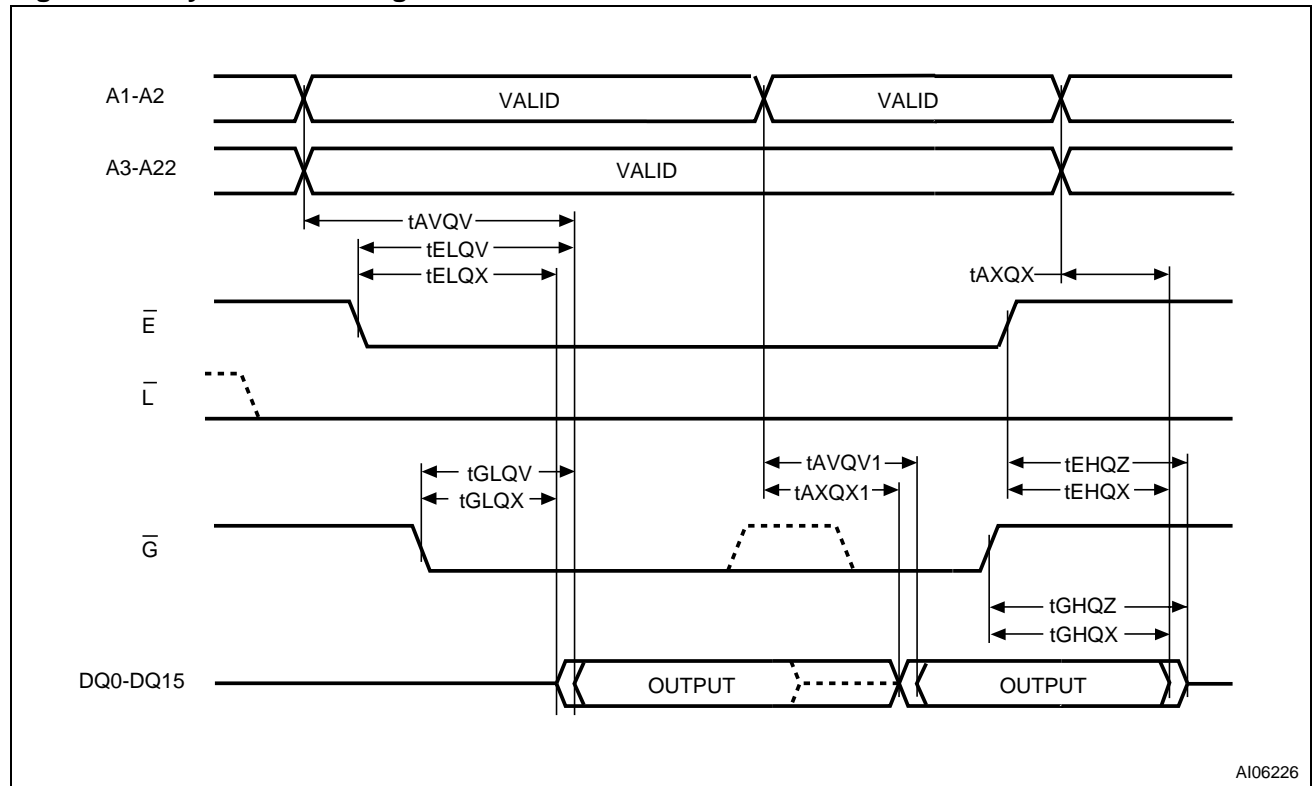 A1-A2
VALID
VALID
A3-A22
VALID
tAVQV
tELQV
tELQX
tAXQX
E
L
tGLQV
tGLQX
tAVQV1
tAXQX1
tEHQZ
tEHQX
G
tGHQZ
tGHQX
DQ0-DQ15
OUTPUT
OUTPUT
AI06226